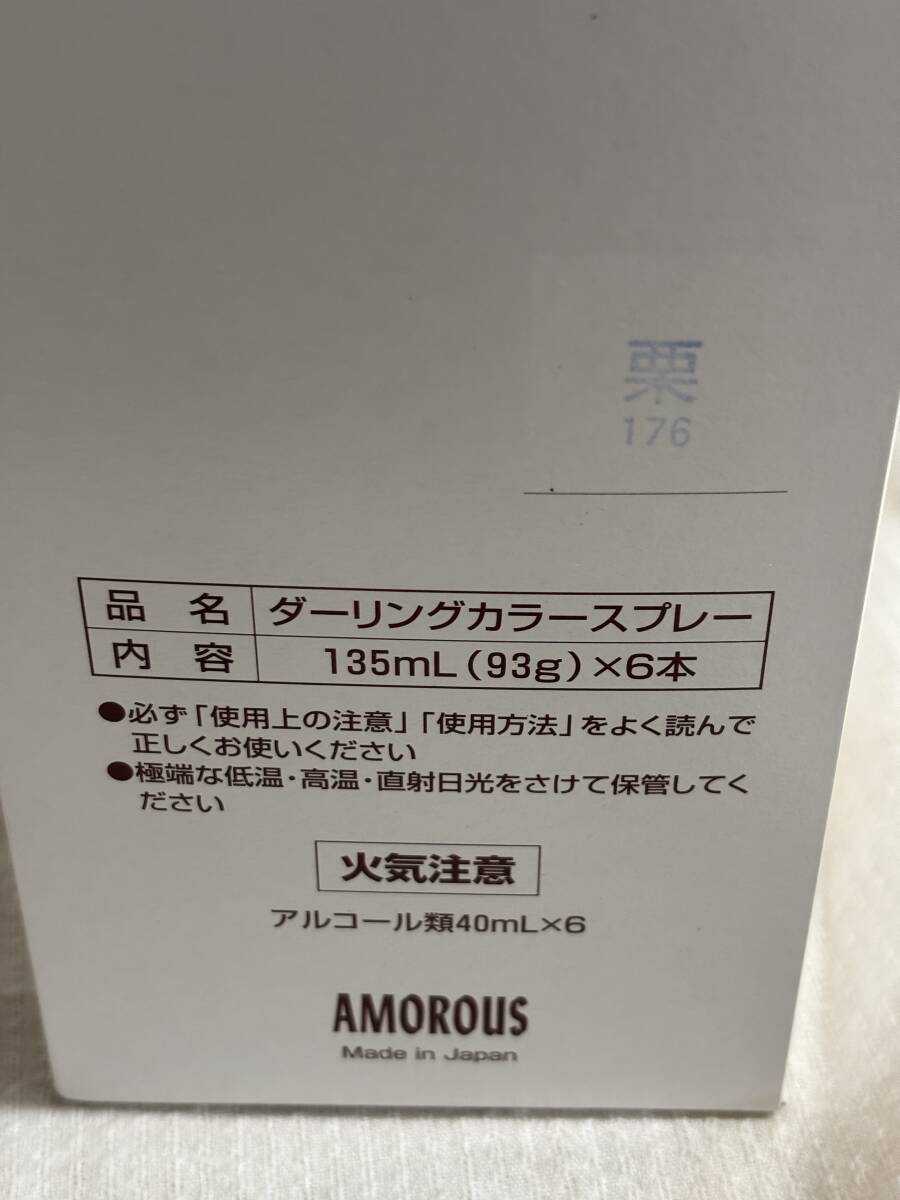 栗
176
品名 ダーリングカラースプレー
内容 135mL(93g)×6本
●必ず「使用上の注意」「使用方法」をよく読んで
正しくお使いください
●極端な低温・高温・直射日光をさけて保管してく
ださい
火気注意
アルコール類40mL×6
AMOROUS
Made in Japan